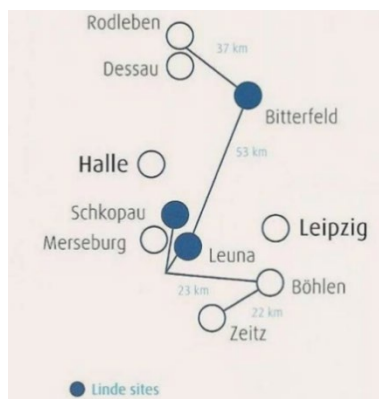 Rodleben
37 km
Dessau
Bitterfeld
53 km
Halle
Schkopau
Leipzig
Merseburg
Leuna
23 km
Böhlen
22 km
Zeitz
Linde sites